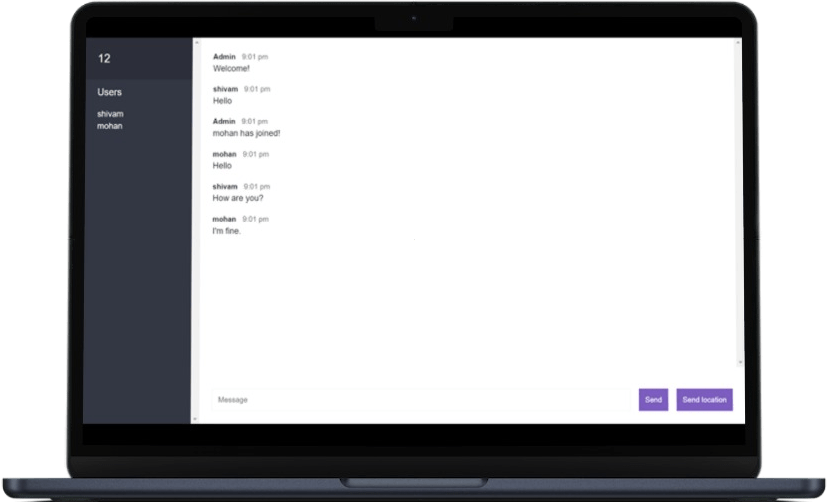 12
Users
shivam
mohan
Admin 9:01 pm
Welcome!
shivam 9:01 pm
Hello
Admin 9:01 pm
mohan has joined!
mohan 9:01 pm
Hello
shivam 9:01 pm
How are you?
mohan 9:01 pm
I'm fine.
Message
Send
Send location